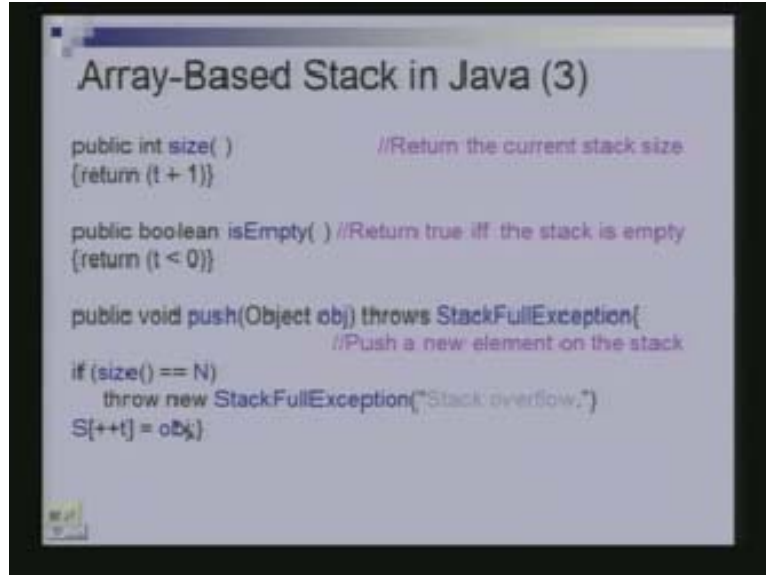 Array-Based Stack in Java (3)
public int size( ) //Return the current stack size
{return (t + 1)}
public boolean isEmpty( ) //Return true iff the stack is empty
{return (t < 0)}
public void push(Object obj) throws StackFullException{
//Push a new element on the stack
if (size() == N)
throw new StackFullException("Stack overflow.")
S[++t] = obj;}